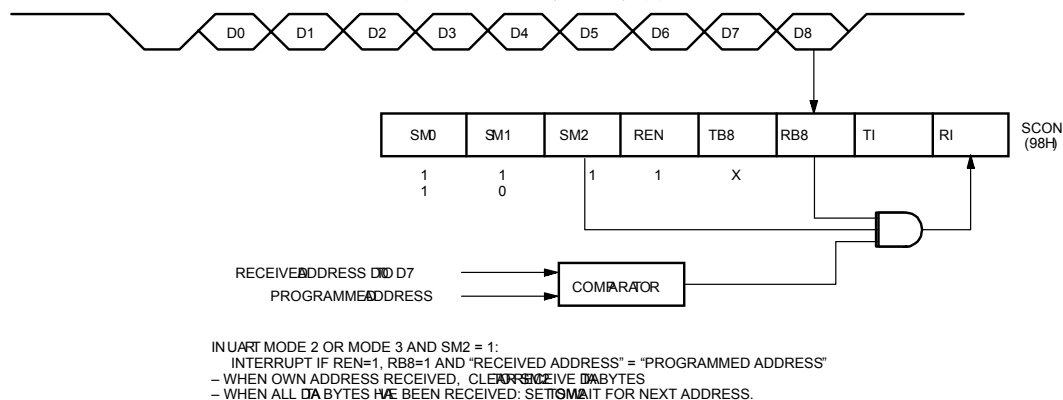 D0 D1 D2 D3 D4 D5 D6 D7 D8
SM0 SM1 SM2 REN TB8 RB8 TI RI
SCON
(98H)
1 1 1 1 X
1 0
RECEIVED ADDRESS D0 TO D7
PROGRAMMED ADDRESS
COMPARATOR
IN UART MODE 2 OR MODE 3 AND SM2 = 1:
INTERRUPT IF REN=1, RB8=1 AND “RECEIVED ADDRESS” = “PROGRAMMED ADDRESS”
– WHEN OWN ADDRESS RECEIVED, CLEAR SM2 TO RECEIVE DATA BYTES
– WHEN ALL DATA BYTES HAVE BEEN RECEIVED: SET SM2 TO WAIT FOR NEXT ADDRESS.